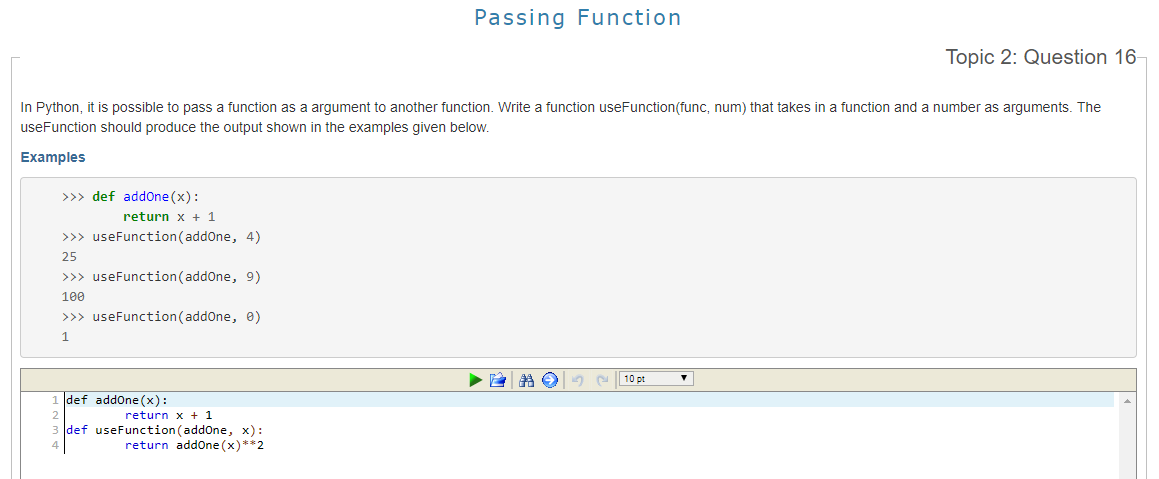 Passing Function
Topic 2: Question 16
In Python, it is possible to pass a function as a argument to another function. Write a function useFunction(func, num) that takes in a function and a number as arguments. The
useFunction should produce the output shown in the examples given below.
Examples
>>> def addOne(x):
return x + 1
>>> useFunction(addOne, 4)
25
>>> useFunction(addOne, 9)
100
>>> useFunction(addOne, 0)
1
10 pt
1 def addOne(x):
2 return x + 1
3 def useFunction(addOne, x):
4 return addOne(x)**2